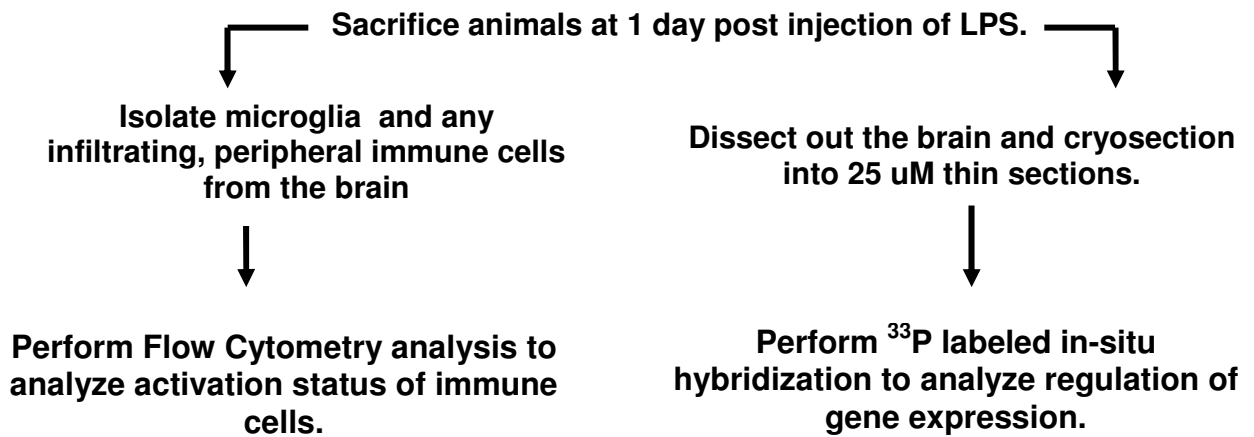 Sacrifice animals at 1 day post injection of LPS.
Isolate microglia and any
infiltrating, peripheral immune cells
from the brain
Dissect out the brain and cryosection
into 25 uM thin sections.
Perform Flow Cytometry analysis to
analyze activation status of immune
cells.
Perform ³³P labeled in-situ
hybridization to analyze regulation of
gene expression.